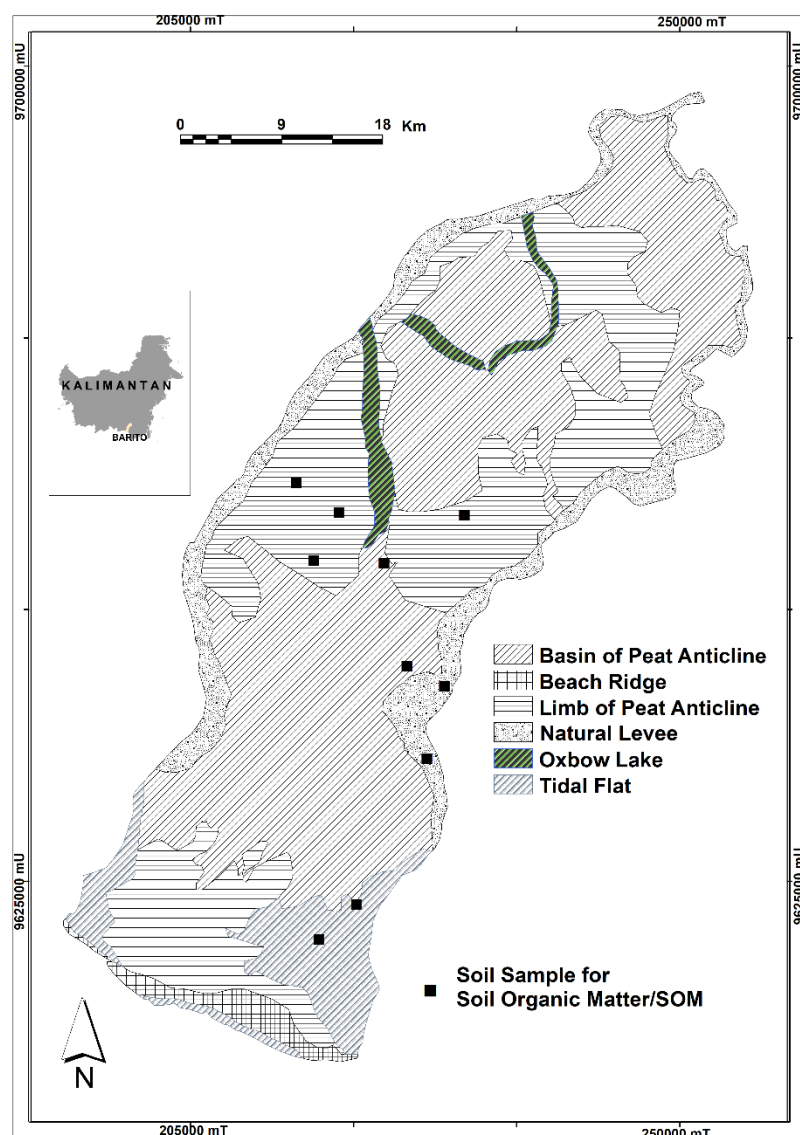 205000 mT
250000 mT
9700000 mU
9700000 mU
0 9 18 Km
KALIMANTAN
BARITO
Basin of Peat Anticline
Beach Ridge
Limb of Peat Anticline
Natural Levee
Oxbow Lake
Tidal Flat
9625000 mU
9625000 mU
Soil Sample for
Soil Organic Matter/SOM
N
205000 mT
250000 mT